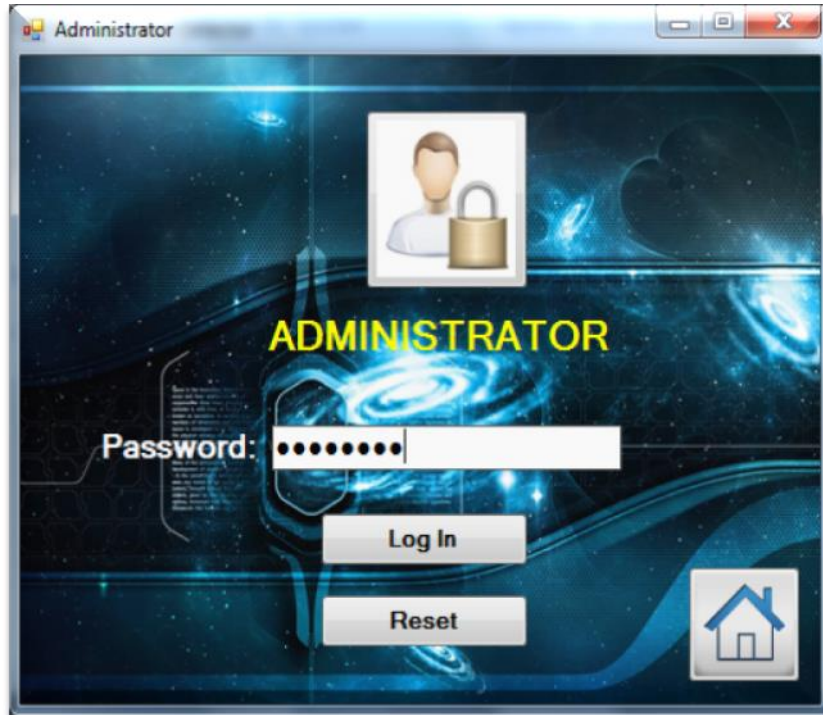 Administrator
ADMINISTRATOR
Password: ••••••••
Log In
Reset